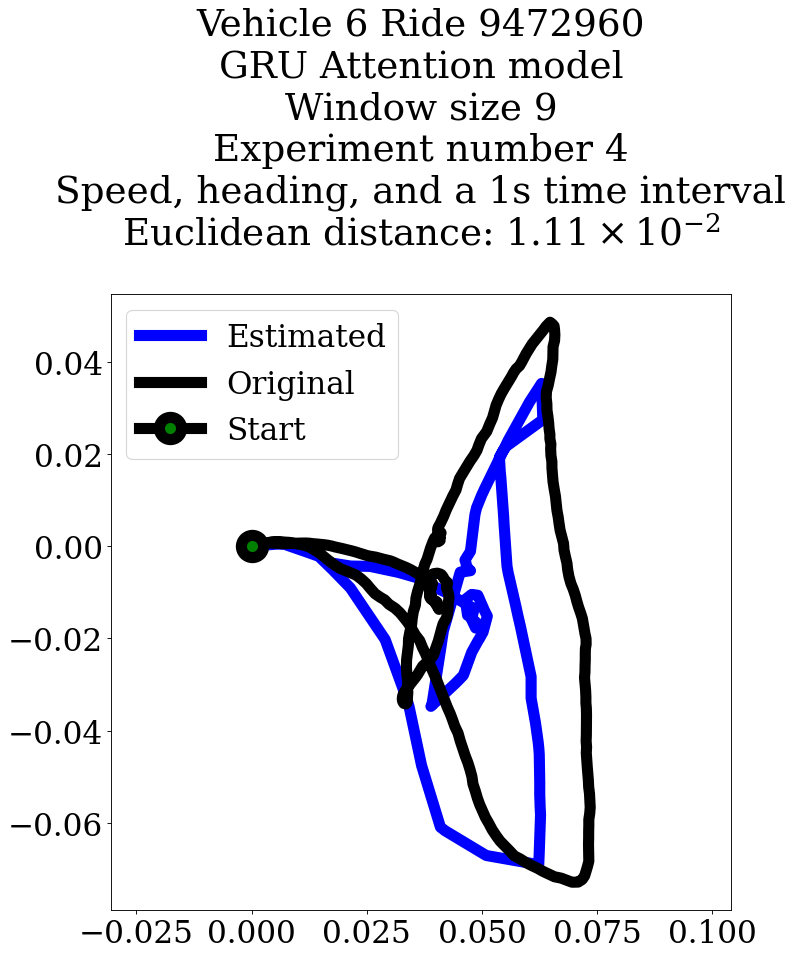 Vehicle 6 Ride 9472960
GRU Attention model
Window size 9
Experiment number 4
Speed, heading, and a 1s time interval
Euclidean distance: 1.11 × 10⁻²
Estimated
Original
Start
0.04
0.02
0.00
−0.02
−0.04
−0.06
−0.025 0.000 0.025 0.050 0.075 0.100